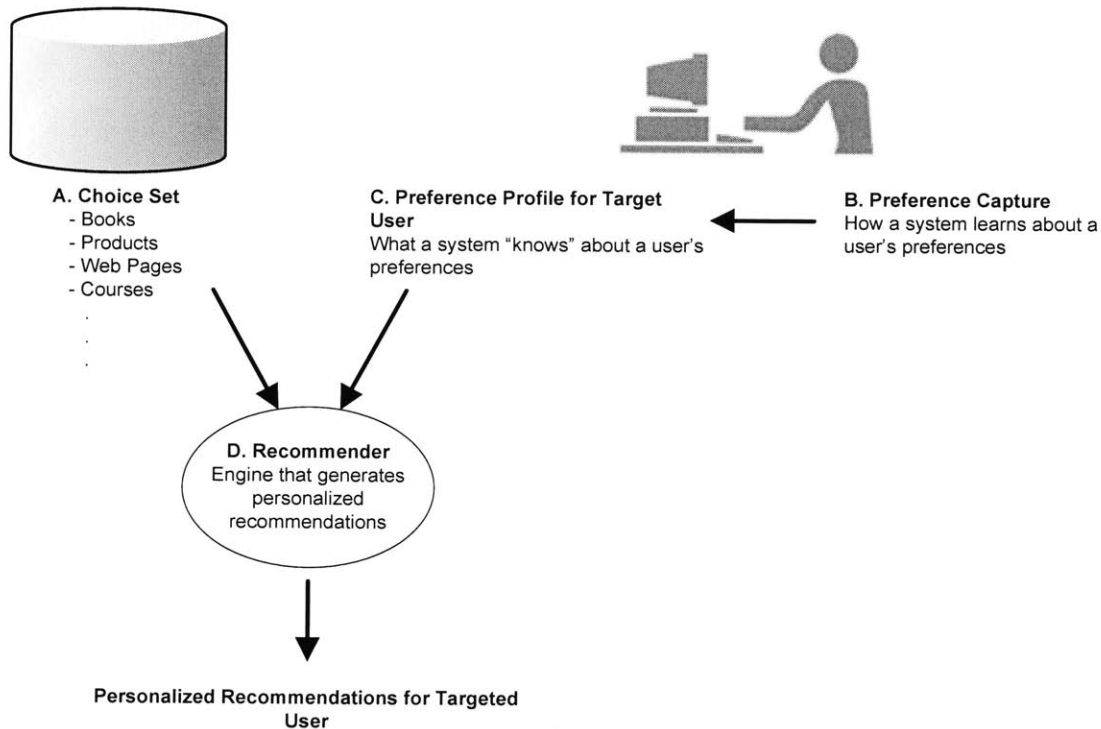 A. Choice Set
- Books
- Products
- Web Pages
- Courses
.
.
.
C. Preference Profile for Target
User
What a system “knows” about a user’s
preferences
B. Preference Capture
How a system learns about a
user’s preferences
D. Recommender
Engine that generates
personalized
recommendations
Personalized Recommendations for Targeted
User